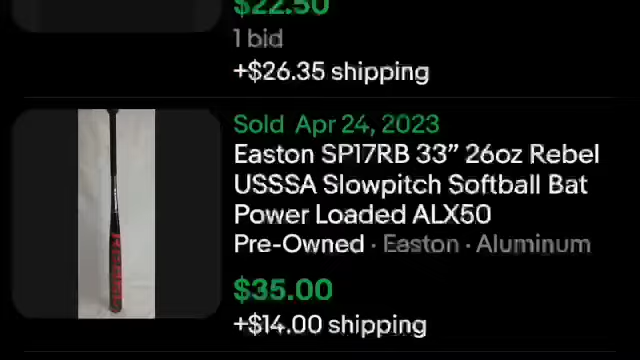 $22.50
1 bid
+$26.35 shipping
Sold Apr 24, 2023
Easton SP17RB 33” 26oz Rebel
USSSA Slowpitch Softball Bat
Power Loaded ALX50
Pre-Owned · Easton · Aluminum
$35.00
+$14.00 shipping